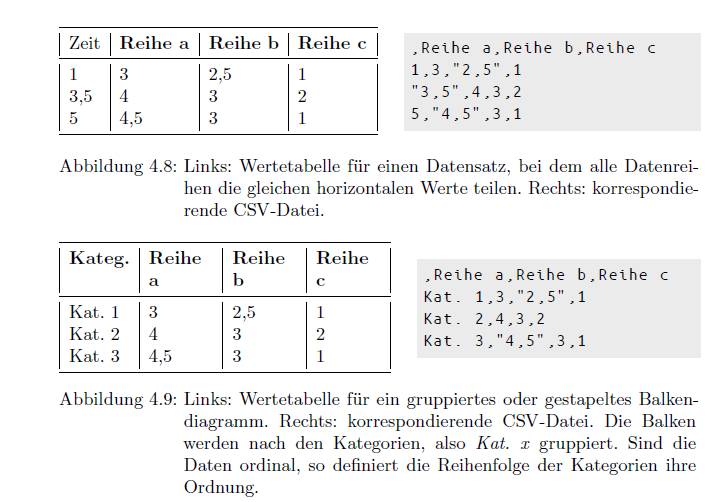 Zeit Reihe a Reihe b Reihe c
1 3 2,5 1
3,5 4 3 2
5 4,5 3 1
,Reihe a,Reihe b,Reihe c
1,3,"2,5",1
"3,5",4,3,2
5,"4,5",3,1
Abbildung 4.8: Links: Wertetabelle für einen Datensatz, bei dem alle Datenrei-
hen die gleichen horizontalen Werte teilen. Rechts: korrespondie-
rende CSV-Datei.
Kateg. Reihe Reihe Reihe
a b c
Kat. 1 3 2,5 1
Kat. 2 4 3 2
Kat. 3 4,5 3 1
,Reihe a,Reihe b,Reihe c
Kat. 1,3,"2,5",1
Kat. 2,4,3,2
Kat. 3,"4,5",3,1
Abbildung 4.9: Links: Wertetabelle für ein gruppiertes oder gestapeltes Balken-
diagramm. Rechts: korrespondierende CSV-Datei. Die Balken
werden nach den Kategorien, also Kat. x gruppiert. Sind die
Daten ordinal, so definiert die Reihenfolge der Kategorien ihre
Ordnung.